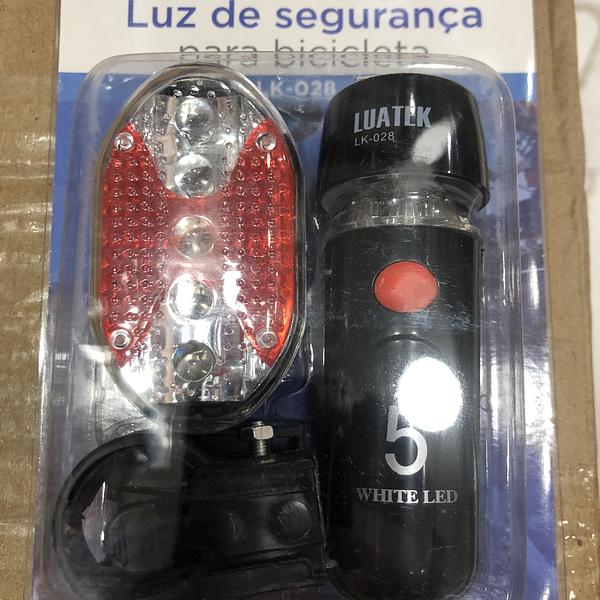 Luz de segurança
para bicicleta
LK-028
LUATEK
LK-028
5
WHITE LED